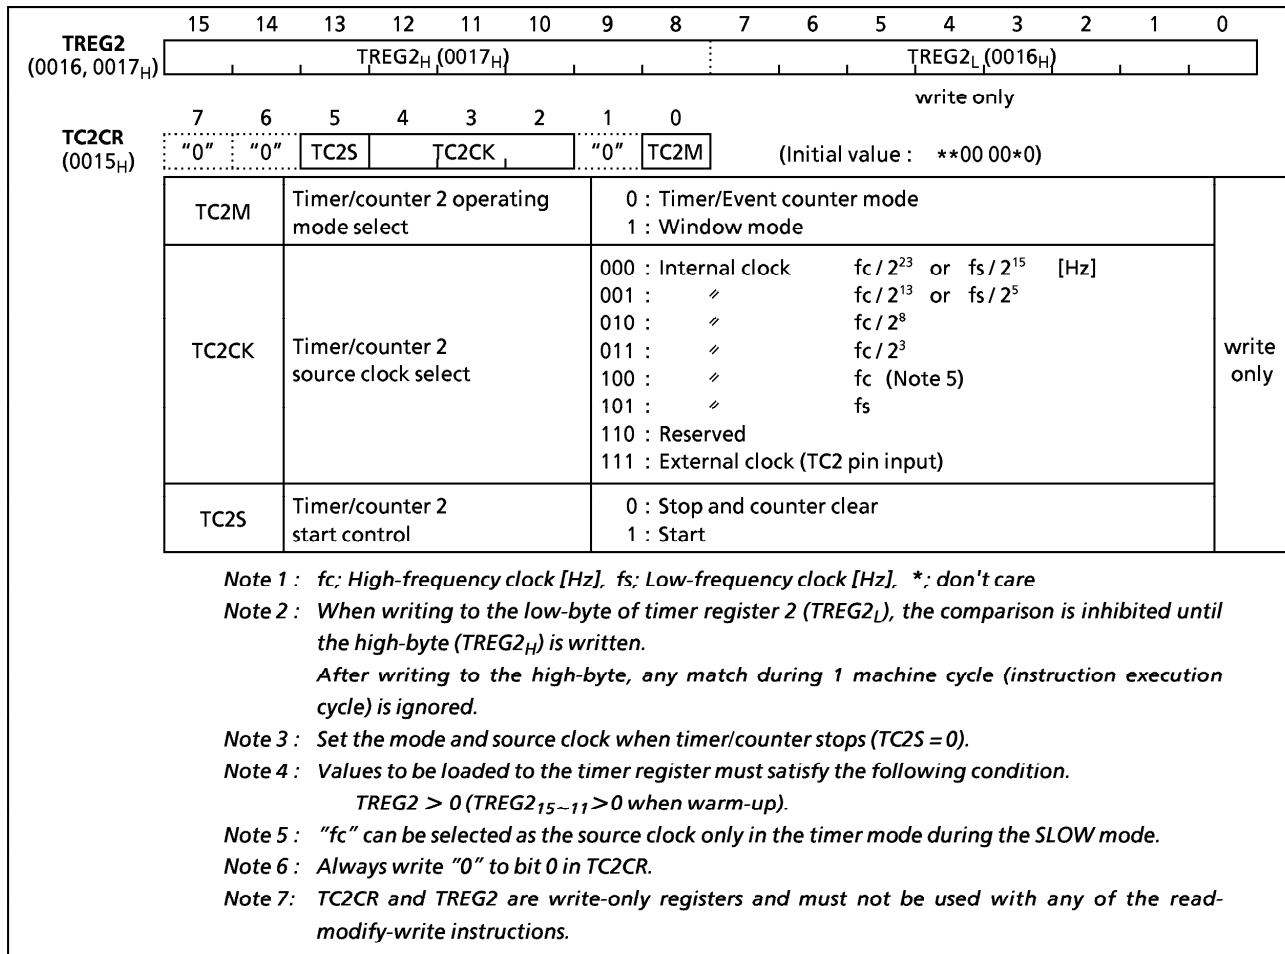 15 14 13 12 11 10 9 8 7 6 5 4 3 2 1 0
TREG2
(0016, 0017H)
TREG2H (0017H) TREG2L (0016H)
write only
7 6 5 4 3 2 1 0
TC2CR
(0015H)
"0" "0" TC2S TC2CK "0" TC2M (Initial value : **00 00*0)
TC2M
Timer/counter 2 operating
mode select
0 : Timer/Event counter mode
1 : Window mode
TC2CK
Timer/counter 2
source clock select
000 : Internal clock fc / 2²³ or fs / 2¹⁵ [Hz]
001 : 〃 fc / 2¹³ or fs / 2⁵
010 : 〃 fc / 2⁸
011 : 〃 fc / 2³
100 : 〃 fc (Note 5)
101 : 〃 fs
110 : Reserved
111 : External clock (TC2 pin input)
write
only
TC2S
Timer/counter 2
start control
0 : Stop and counter clear
1 : Start
Note 1 : fc; High-frequency clock [Hz], fs; Low-frequency clock [Hz], *; don't care
Note 2 : When writing to the low-byte of timer register 2 (TREG2L), the comparison is inhibited until
the high-byte (TREG2H) is written.
After writing to the high-byte, any match during 1 machine cycle (instruction execution
cycle) is ignored.
Note 3 : Set the mode and source clock when timer/counter stops (TC2S = 0).
Note 4 : Values to be loaded to the timer register must satisfy the following condition.
TREG2 > 0 (TREG215~11 > 0 when warm-up).
Note 5 : "fc" can be selected as the source clock only in the timer mode during the SLOW mode.
Note 6 : Always write "0" to bit 0 in TC2CR.
Note 7: TC2CR and TREG2 are write-only registers and must not be used with any of the read-
modify-write instructions.